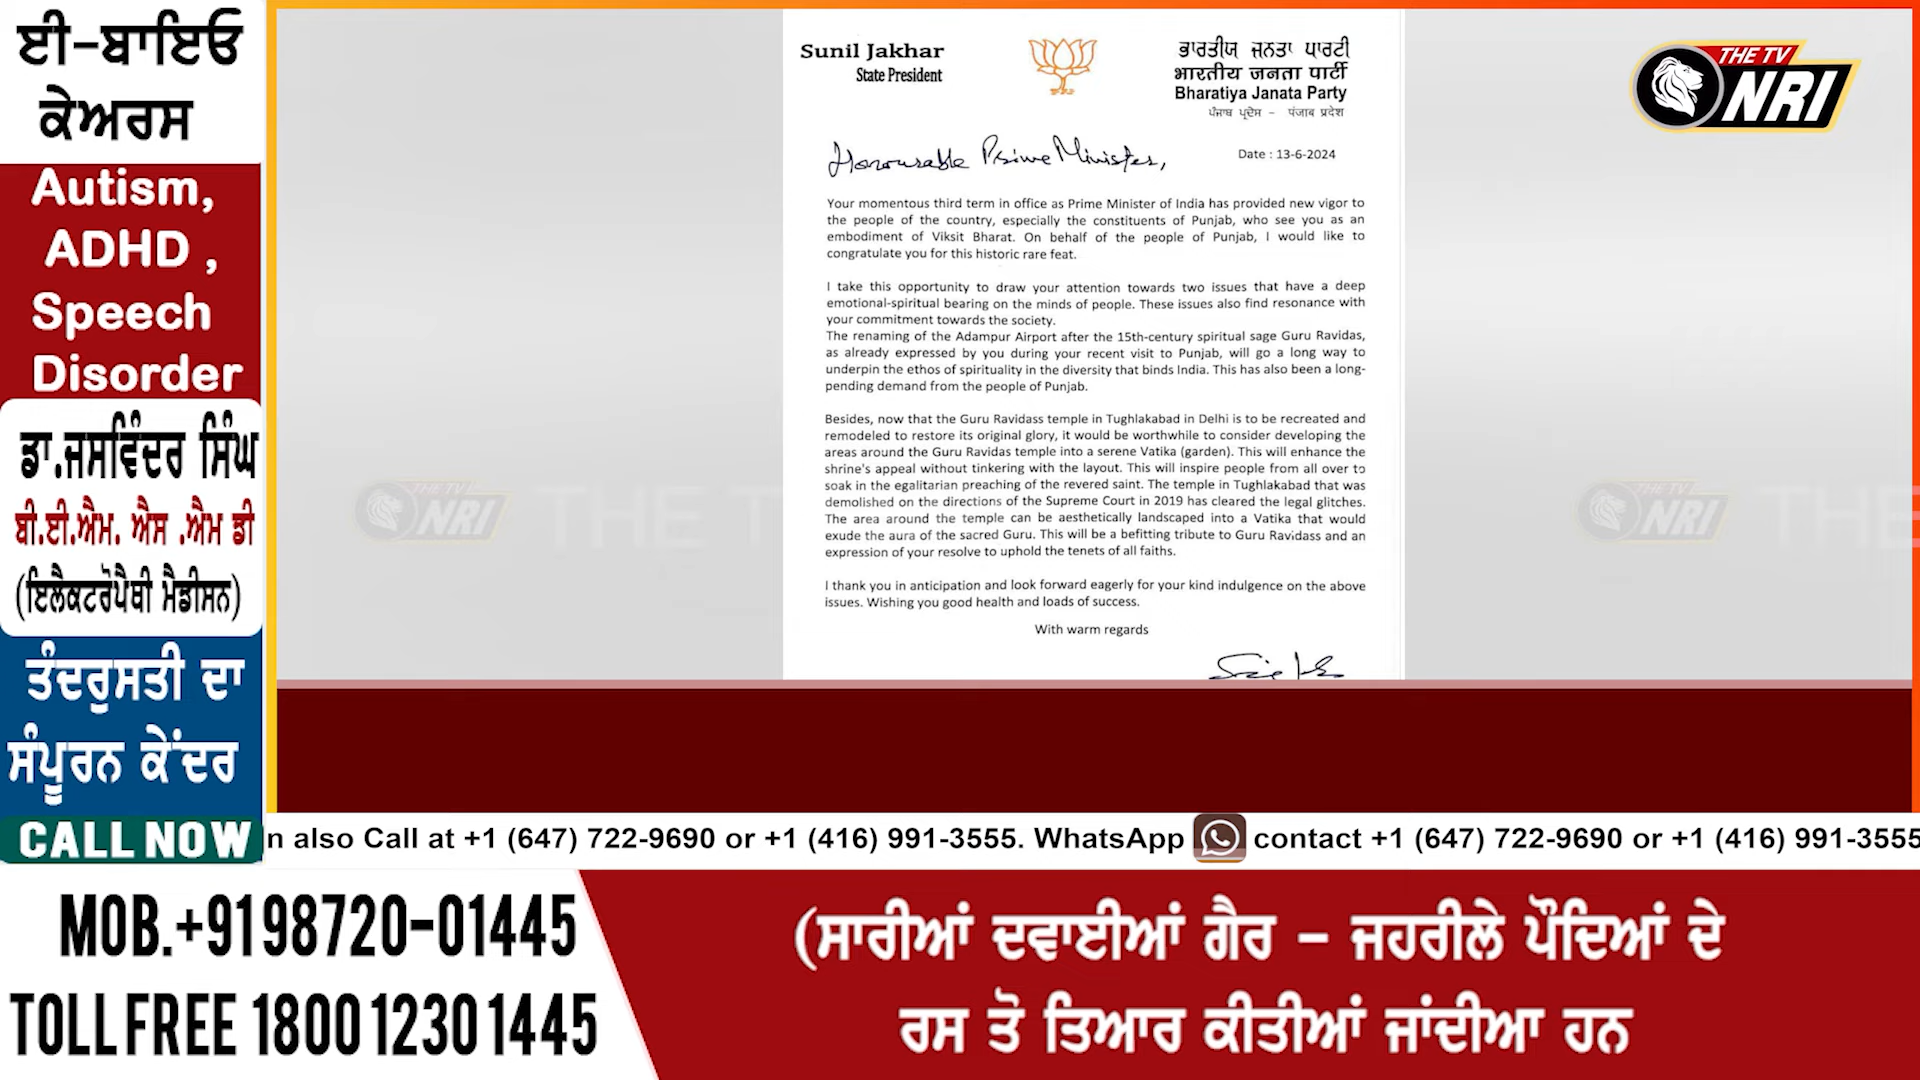 ਈ-ਬਾਇਓ
ਕੇਅਰਸ
Autism,
ADHD ,
Speech
Disorder
ਡਾ.ਜਸਵਿੰਦਰ ਸਿੰਘ
ਬੀ.ਈ.ਐਮ. ਐਸ .ਐਮ ਡੀ
(ਇਲੈਕਟਰੋਪੈਥੀ ਮੈਡੀਸਨ)
ਤੰਦਰੁਸਤੀ ਦਾ
ਸੰਪੂਰਨ ਕੇਂਦਰ
CALL NOW
Sunil Jakhar
State President
ਭਾਰਤੀਯ ਜਨਤਾ ਪਾਰਟੀ
भारतीय जनता पार्टी
Bharatiya Janata Party
ਪੰਜਾਬ ਪ੍ਰਦੇਸ਼ - पंजाब प्रदेश
THE TV
NRI
Honourable Prime Minister,
Date : 13-6-2024
Your momentous third term in office as Prime Minister of India has provided new vigor to
the people of the country, especially the constituents of Punjab, who see you as an
embodiment of Viksit Bharat. On behalf of the people of Punjab, I would like to
congratulate you for this historic rare feat.
I take this opportunity to draw your attention towards two issues that have a deep
emotional-spiritual bearing on the minds of people. These issues also find resonance with
your commitment towards the society.
The renaming of the Adampur Airport after the 15th-century spiritual sage Guru Ravidas,
as already expressed by you during your recent visit to Punjab, will go a long way to
underpin the ethos of spirituality in the diversity that binds India. This has also been a long-
pending demand from the people of Punjab.
Besides, now that the Guru Ravidass temple in Tughlakabad in Delhi is to be recreated and
remodeled to restore its original glory, it would be worthwhile to consider developing the
areas around the Guru Ravidas temple into a serene Vatika (garden). This will enhance the
shrine's appeal without tinkering with the layout. This will inspire people from all over to
soak in the egalitarian preaching of the revered saint. The temple in Tughlakabad that was
demolished on the directions of the Supreme Court in 2019 has cleared the legal glitches.
The area around the temple can be aesthetically landscaped into a Vatika that would
exude the aura of the sacred Guru. This will be a befitting tribute to Guru Ravidass and an
expression of your resolve to uphold the tenets of all faiths.
I thank you in anticipation and look forward eagerly for your kind indulgence on the above
issues. Wishing you good health and loads of success.
With warm regards
THE TV
NRI
THE T
THE TV
NRI
THE
n also Call at +1 (647) 722-9690 or +1 (416) 991-3555. WhatsApp contact +1 (647) 722-9690 or +1 (416) 991-3555
MOB.+9198720-01445
TOLL FREE 1800 1230 1445
(ਸਾਰੀਆਂ ਦਵਾਈਆਂ ਗੈਰ - ਜਹਰੀਲੇ ਪੌਦਿਆਂ ਦੇ
ਰਸ ਤੋ ਤਿਆਰ ਕੀਤੀਆਂ ਜਾਂਦੀਆ ਹਨ